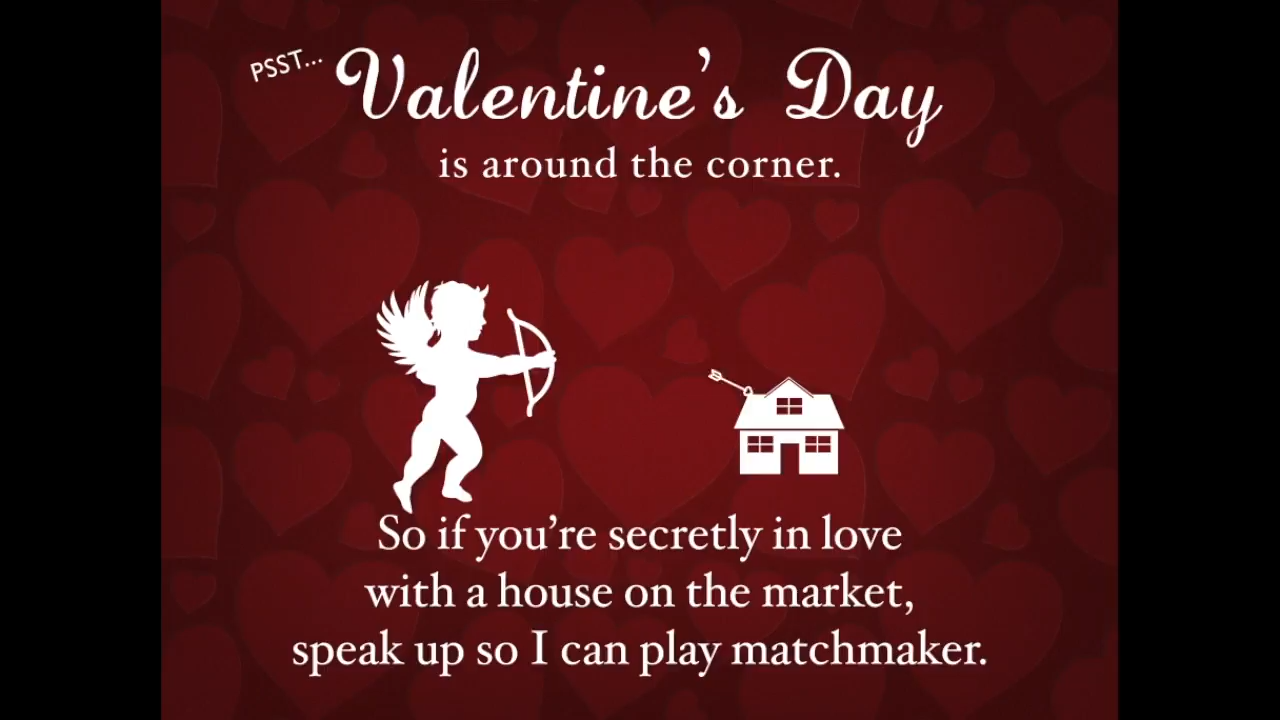 PSST...
Valentine's Day
is around the corner.
So if you're secretly in love
with a house on the market,
speak up so I can play matchmaker.